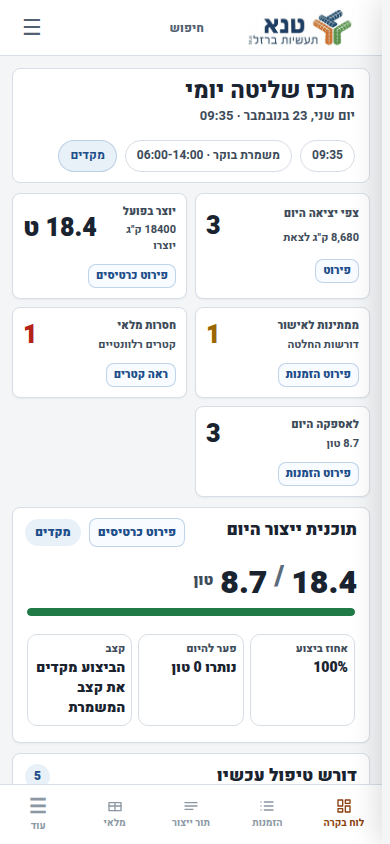 טנא
תעשיות ברזל
חיפוש
מרכז שליטה יומי
יום שני, 23 בנובמבר · 09:35
09:35
משמרת בוקר · 06:00-14:00
מקדים
צפי יציאה היום
3
8,680 ק"ג לצאת
פירוט
יוצר בפועל
18.4 ט
18400 ק"ג
יוצרו
פירוט כרטיסים
ממתינות לאישור
1
דורשות החלטה
פירוט הזמנות
חסרות מלאי
1
קטרים רלוונטיים
ראה קטרים
לאספקה היום
3
8.7 טון
פירוט הזמנות
תוכנית ייצור היום
פירוט כרטיסים
מקדים
18.4 / 8.7 טון
אחוז ביצוע
100%
פער להיום
נותרו 0 טון
קצב
הביצוע מקדים
את קצב
המשמרת
דורש טיפול עכשיו
5
לוח בקרה
הזמנות
תור ייצור
מלאי
עוד